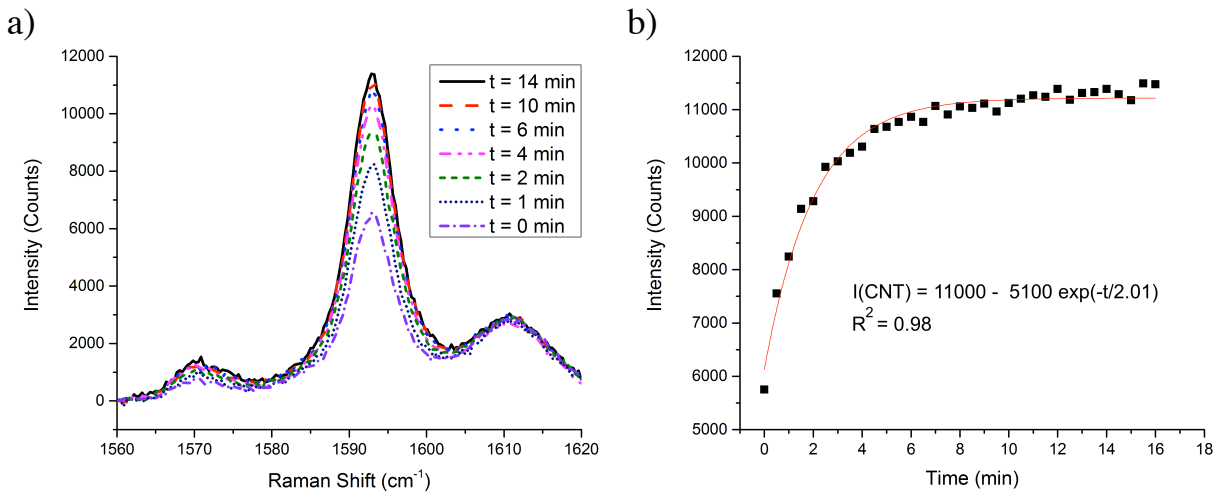 a)
12000
10000
8000
6000
4000
2000
0
Intensity (Counts)
t = 14 min
t = 10 min
t = 6 min
t = 4 min
t = 2 min
t = 1 min
t = 0 min
1560 1570 1580 1590 1600 1610 1620
Raman Shift (cm⁻¹)
b)
12000
11000
10000
9000
8000
7000
6000
5000
Intensity (Counts)
I(CNT) = 11000 - 5100 exp(-t/2.01)
R² = 0.98
0 2 4 6 8 10 12 14 16 18
Time (min)